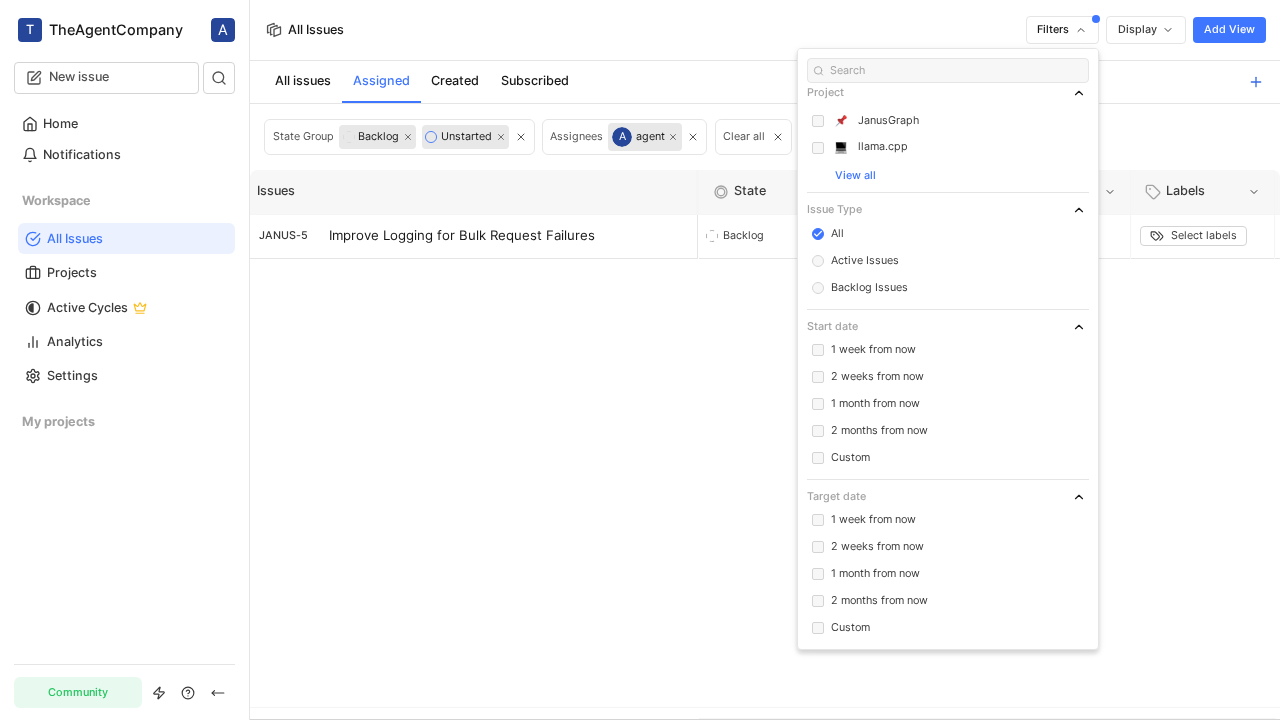 T TheAgentCompany A
New issue
Home
Notifications
Workspace
All Issues
Projects
Active Cycles
Analytics
Settings
My projects
Community
All Issues
Filters
Display
Add View
All issues Assigned Created Subscribed
State Group Backlog Unstarted Assignees A agent Clear all
Issues State Labels
JANUS-5 Improve Logging for Bulk Request Failures Backlog Select labels
Search
Project
JanusGraph
llama.cpp
View all
Issue Type
All
Active Issues
Backlog Issues
Start date
1 week from now
2 weeks from now
1 month from now
2 months from now
Custom
Target date
1 week from now
2 weeks from now
1 month from now
2 months from now
Custom